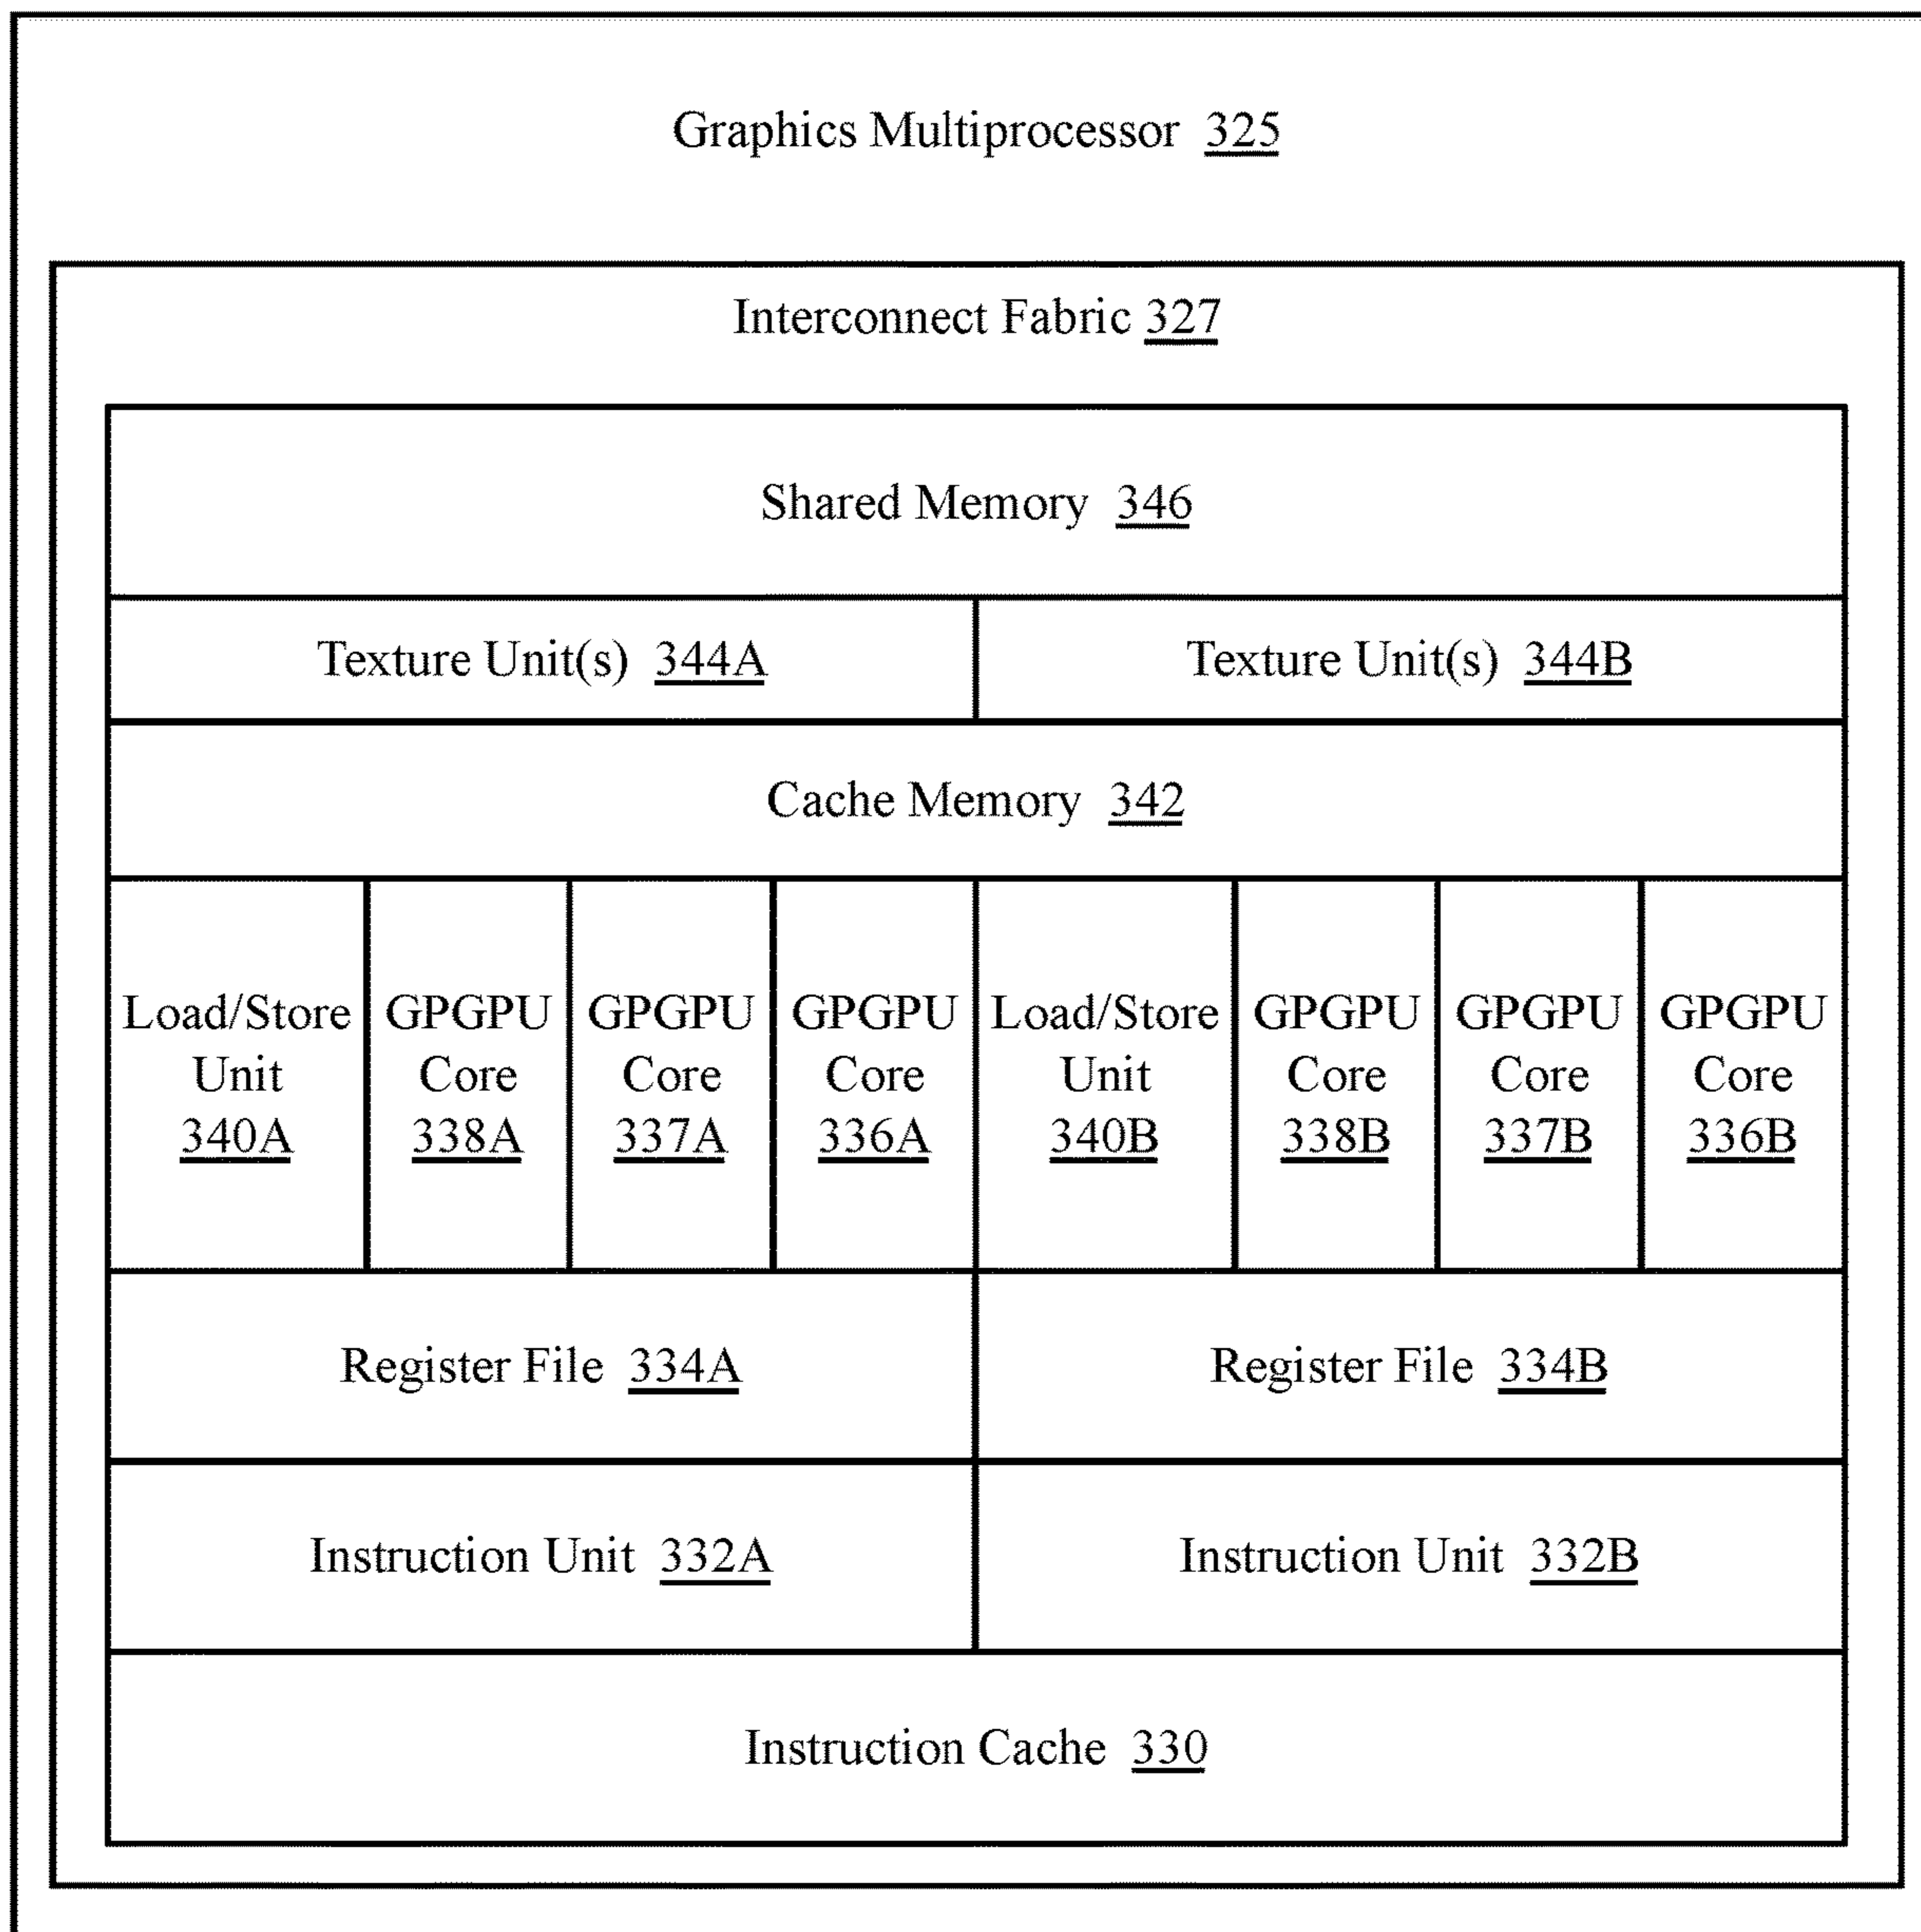 Graphics Multiprocessor 325
Interconnect Fabric 327
Shared Memory 346
Texture Unit(s) 344A
Texture Unit(s) 344B
Cache Memory 342
Load/Store
Unit
340A
GPGPU
Core
338A
GPGPU
Core
337A
GPGPU
Core
336A
Load/Store
Unit
340B
GPGPU
Core
338B
GPGPU
Core
337B
GPGPU
Core
336B
Register File 334A
Register File 334B
Instruction Unit 332A
Instruction Unit 332B
Instruction Cache 330